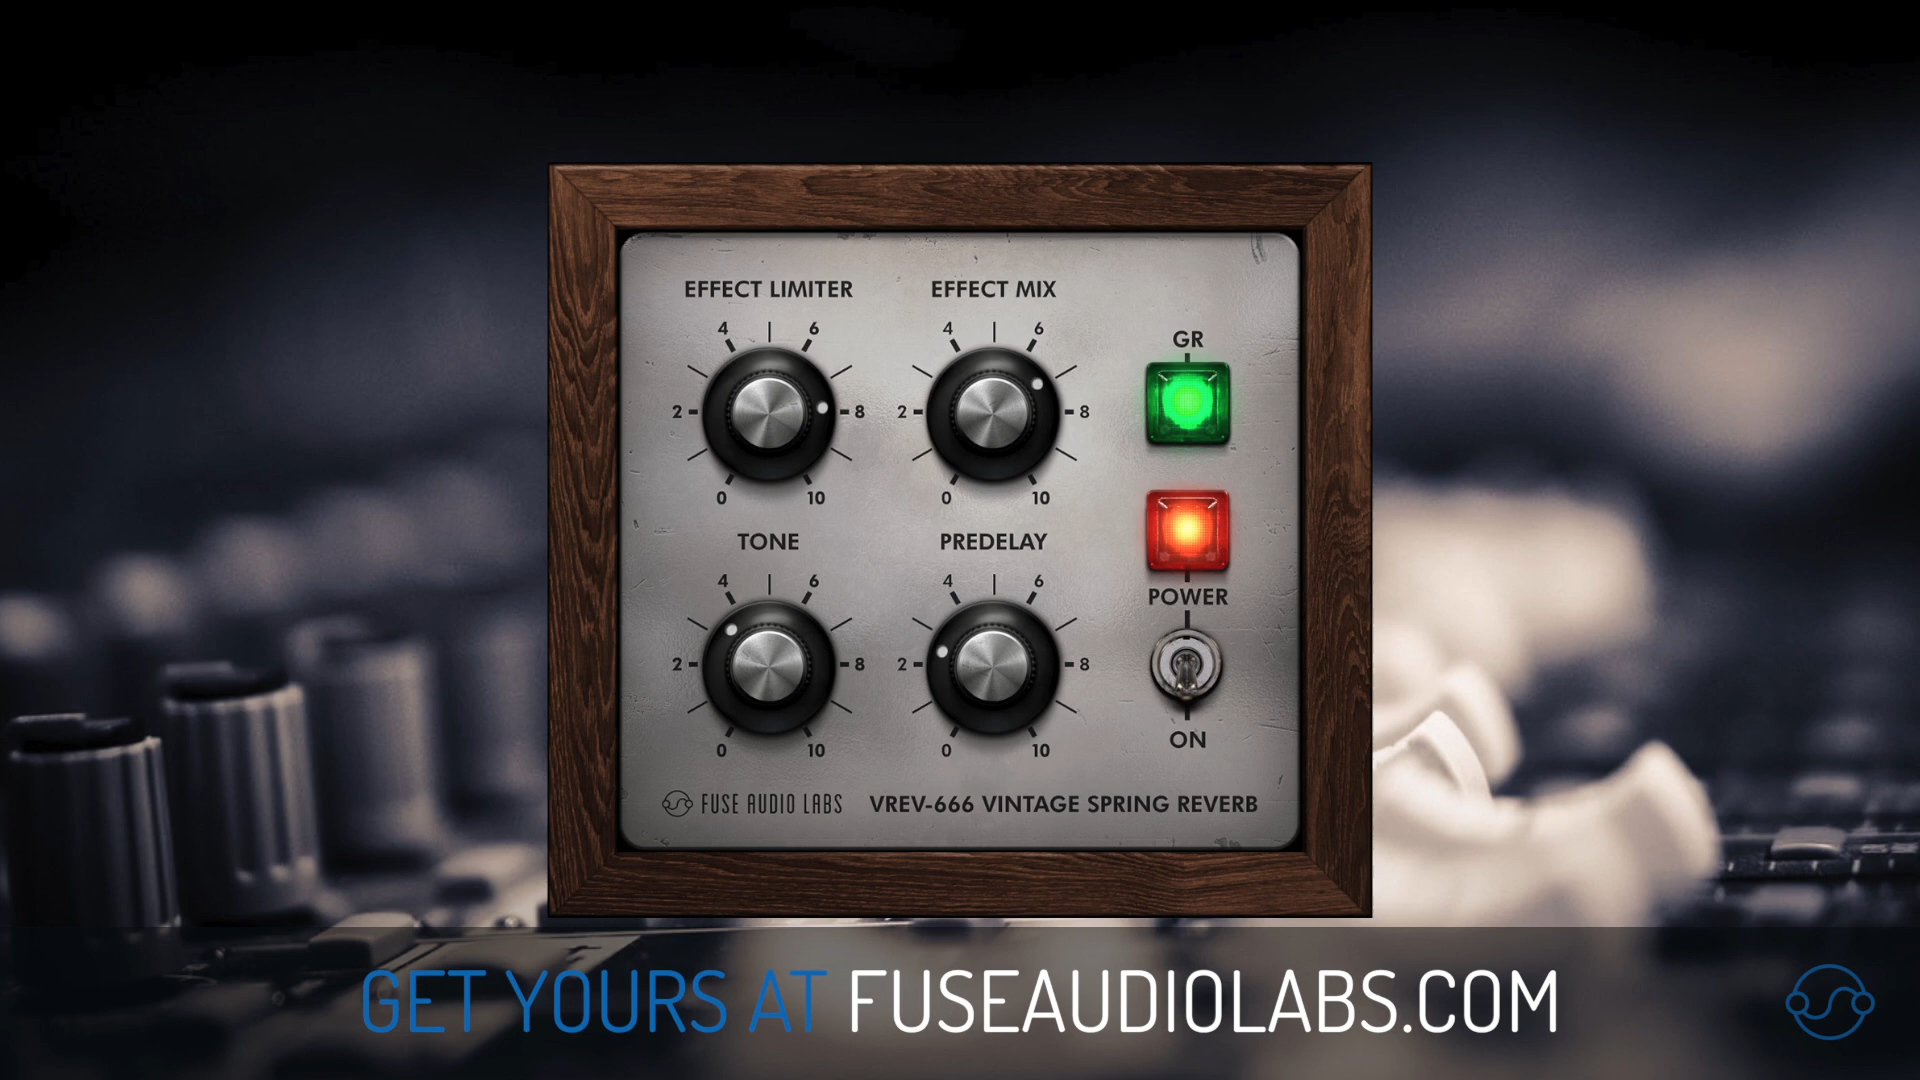 EFFECT LIMITER EFFECT MIX
4 6 4 6
GR
2 8 2 8
0 10 0 10
TONE PREDELAY
4 6 4 6
POWER
2 8 2 8
ON
0 10 0 10
FUSE AUDIO LABS VREV-666 VINTAGE SPRING REVERB
GET YOURS AT FUSEAUDIOLABS.COM